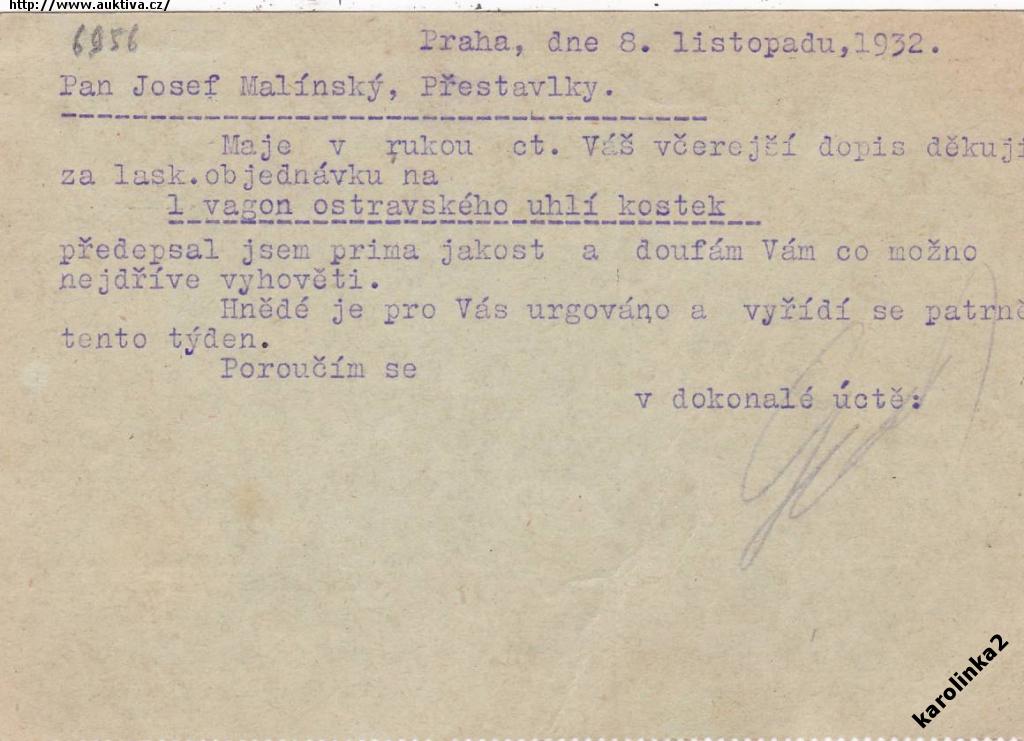 http://www.auktiva.cz/
6956
Praha, dne 8. listopadu,1932.
Pan Josef Malínský, Přestavlky.
Maje v rukou ct. Váš včerejší dopis děkuji
za lask.objednávku na
1 vagon ostravského uhlí kostek
předepsal jsem prima jakost a doufám Vám co možno
nejdříve vyhověti.
Hnědé je pro Vás urgováno a vyřídí se patrně
tento týden.
Poroučím se
v dokonalé úctě:
karolinka2